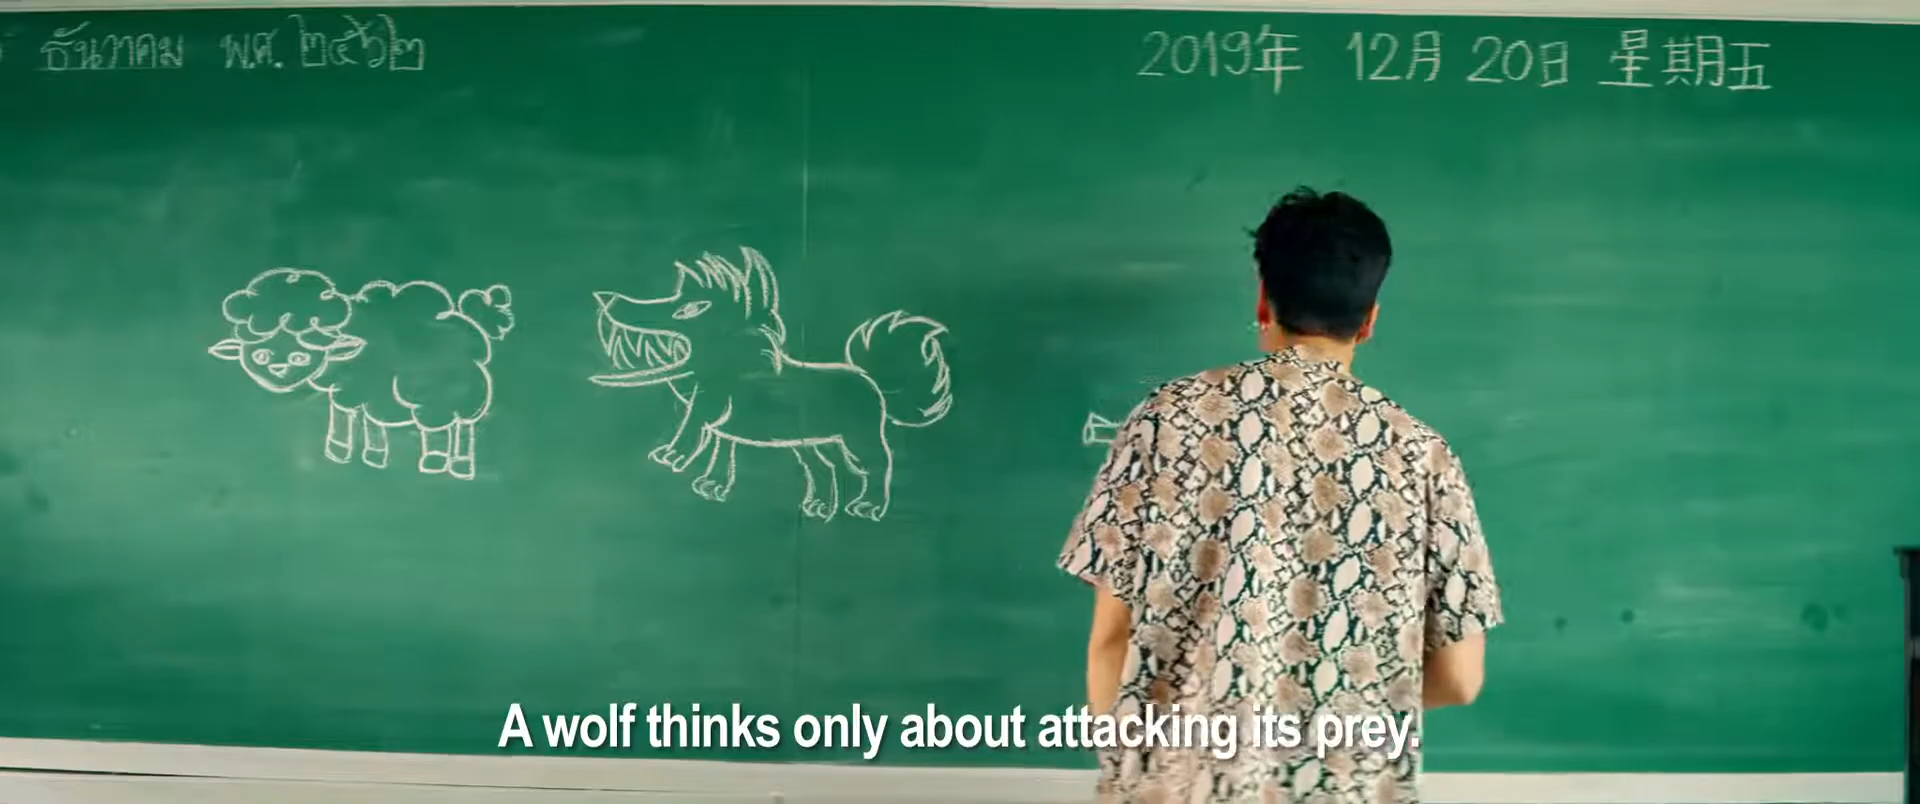 ธันวาคม พ.ศ. ๒๕๖๒
2019年 12月 20日 星期五
A wolf thinks only about attacking its prey.